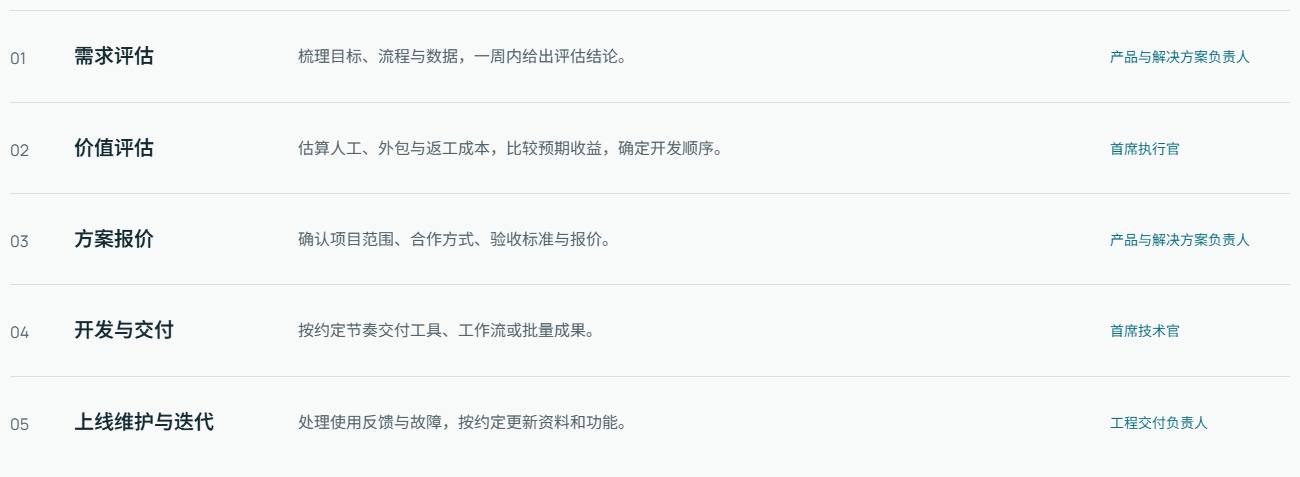 01 需求评估 梳理目标、流程与数据，一周内给出评估结论。 产品与解决方案负责人
02 价值评估 估算人工、外包与返工成本，比较预期收益，确定开发顺序。 首席执行官
03 方案报价 确认项目范围、合作方式、验收标准与报价。 产品与解决方案负责人
04 开发与交付 按约定节奏交付工具、工作流或批量成果。 首席技术官
05 上线维护与迭代 处理使用反馈与故障，按约定更新资料和功能。 工程交付负责人